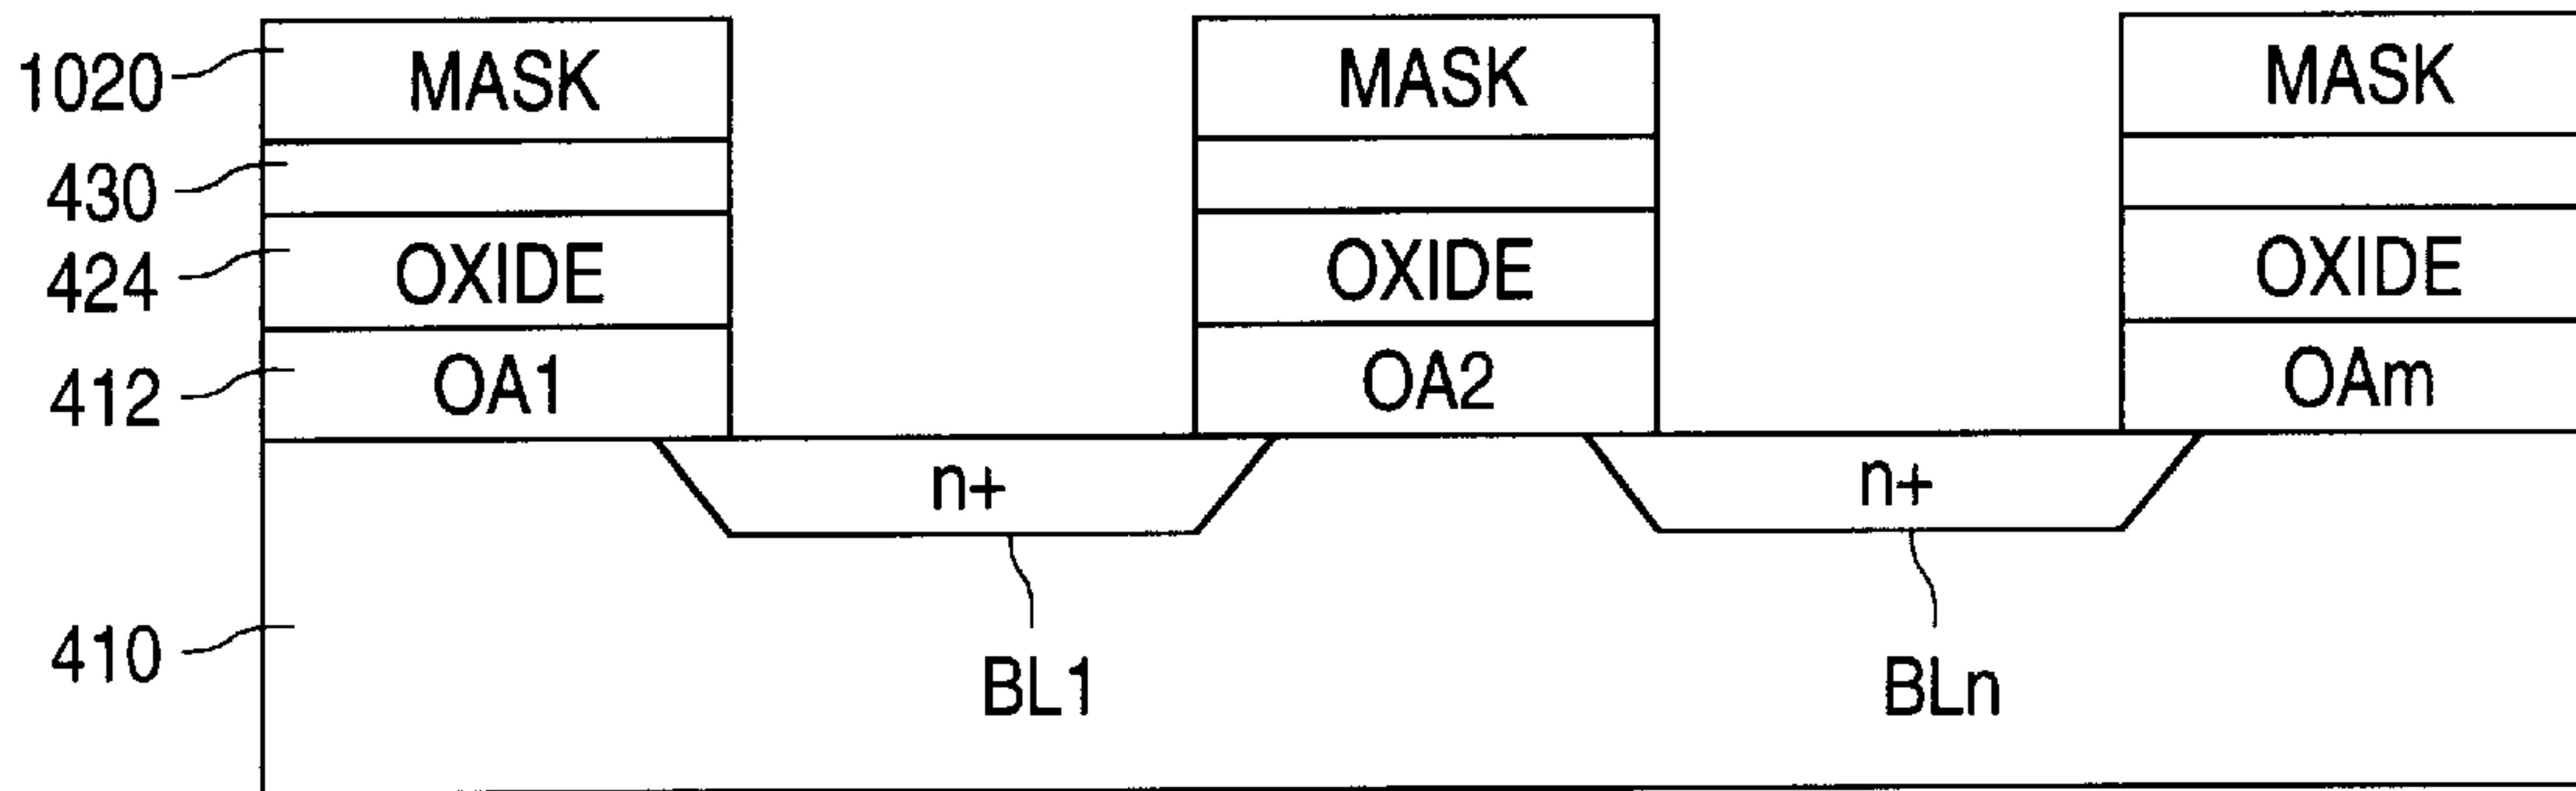 1020 MASK MASK MASK
430
424 OXIDE OXIDE OXIDE
412 OA1 OA2 OAm
n+ n+
410 BL1 BLn